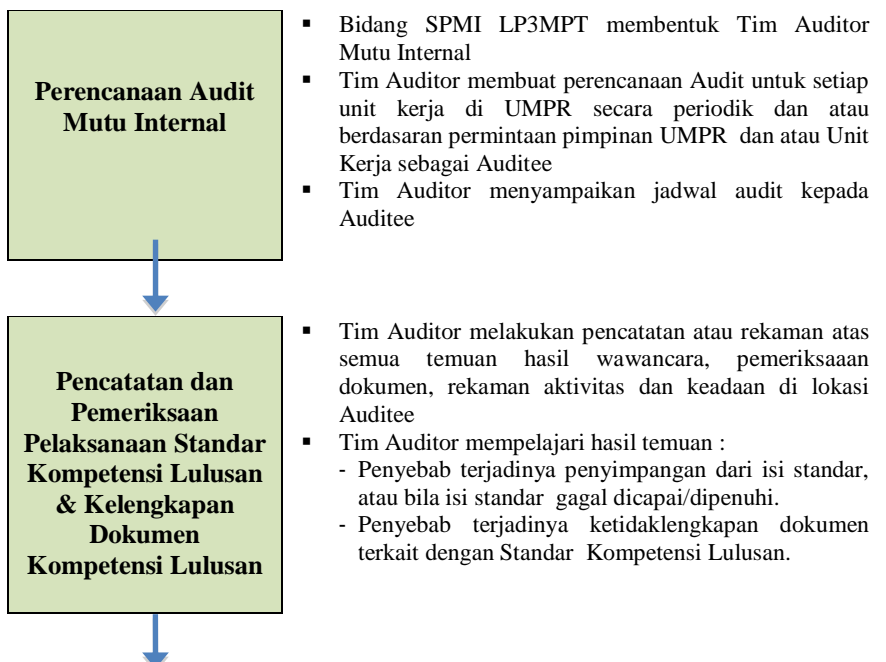 Perencanaan Audit
Mutu Internal
▪ Bidang SPMI LP3MPT membentuk Tim Auditor
Mutu Internal
▪ Tim Auditor membuat perencanaan Audit untuk setiap
unit kerja di UMPR secara periodik dan atau
berdasaran permintaan pimpinan UMPR dan atau Unit
Kerja sebagai Auditee
▪ Tim Auditor menyampaikan jadwal audit kepada
Auditee
Pencatatan dan
Pemeriksaan
Pelaksanaan Standar
Kompetensi Lulusan
& Kelengkapan
Dokumen
Kompetensi Lulusan
▪ Tim Auditor melakukan pencatatan atau rekaman atas
semua temuan hasil wawancara, pemeriksaaan
dokumen, rekaman aktivitas dan keadaan di lokasi
Auditee
▪ Tim Auditor mempelajari hasil temuan :
- Penyebab terjadinya penyimpangan dari isi standar,
atau bila isi standar gagal dicapai/dipenuhi.
- Penyebab terjadinya ketidaklengkapan dokumen
terkait dengan Standar Kompetensi Lulusan.